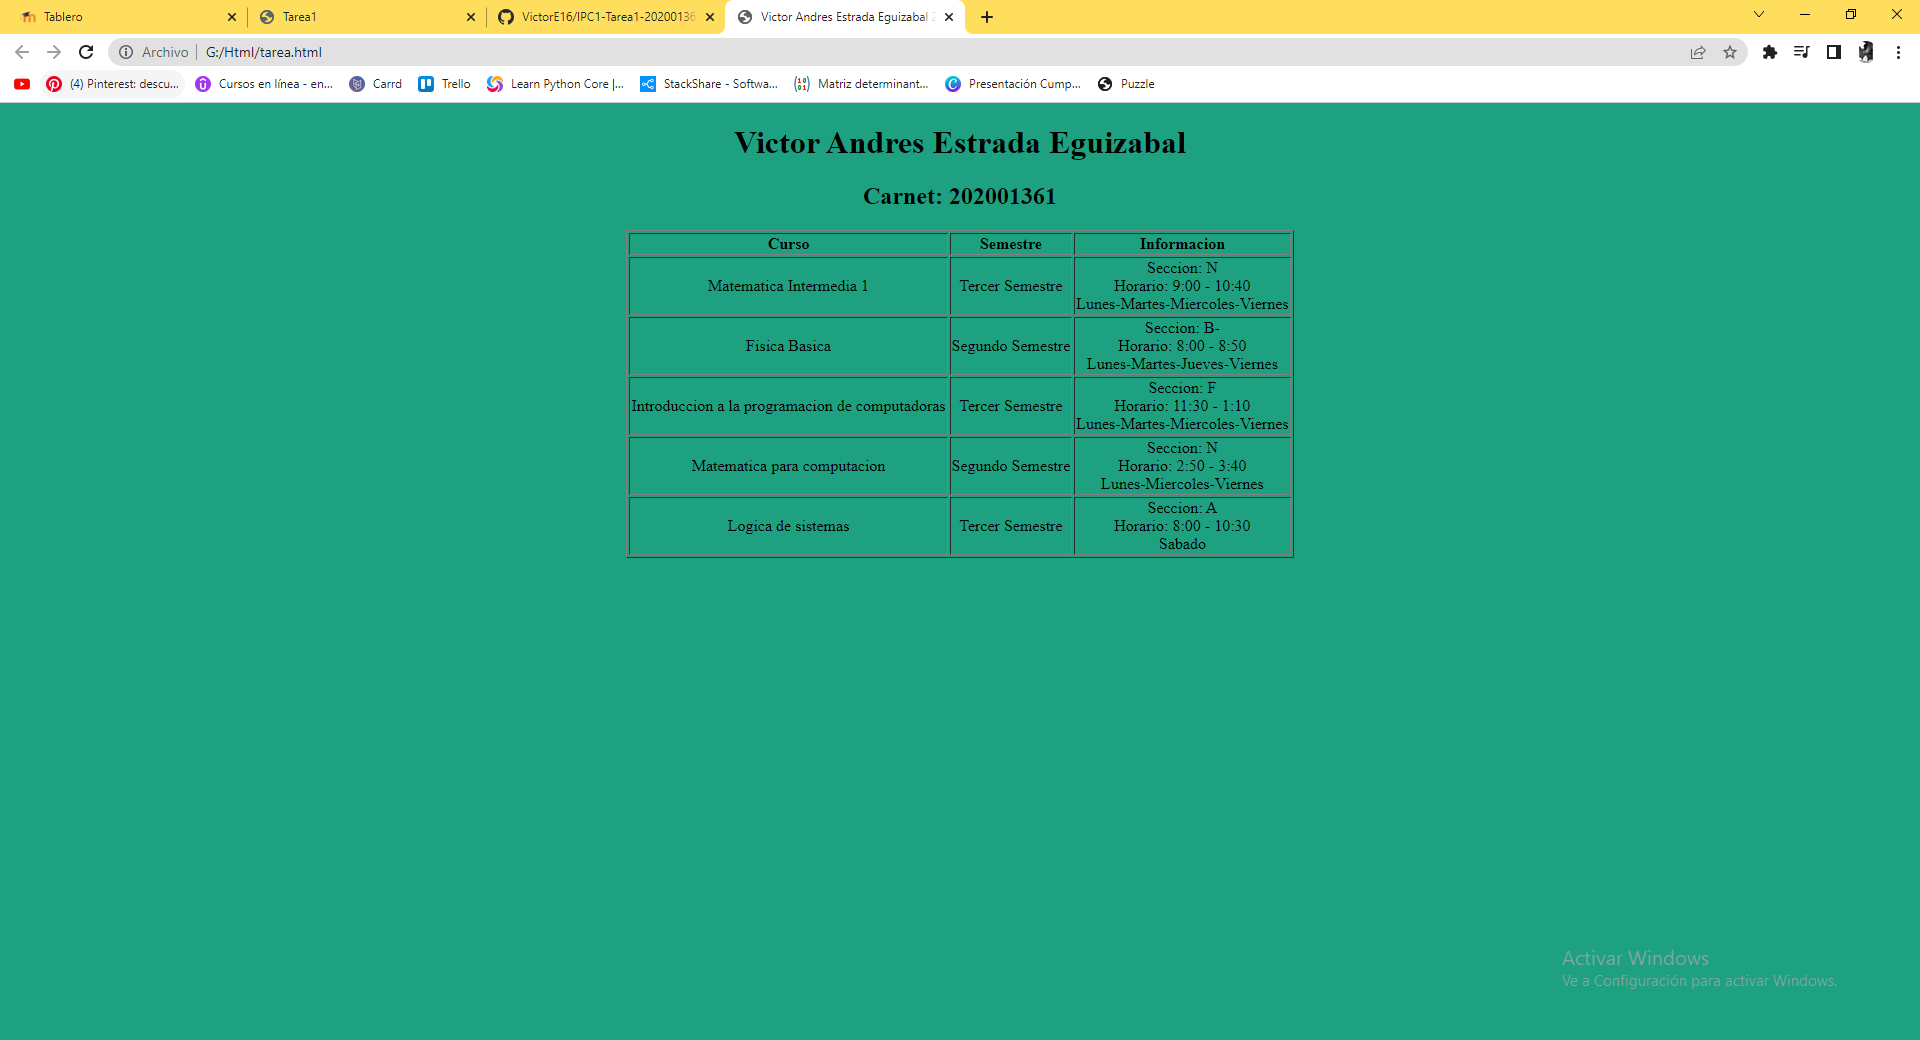 Tablero
Tarea1
VictorE16/IPC1-Tarea1-20200136
Victor Andres Estrada Eguizabal 2
Archivo
G:/Html/tarea.html
(4) Pinterest: descu...
Cursos en línea - en...
Carrd
Trello
Learn Python Core |...
StackShare - Softwa...
Matriz determinant...
Presentación Cump...
Puzzle
Victor Andres Estrada Eguizabal
Carnet: 202001361
Curso
Semestre
Informacion
Matematica Intermedia 1
Tercer Semestre
Seccion: N
Horario: 9:00 - 10:40
Lunes-Martes-Miercoles-Viernes
Fisica Basica
Segundo Semestre
Seccion: B-
Horario: 8:00 - 8:50
Lunes-Martes-Jueves-Viernes
Introduccion a la programacion de computadoras
Tercer Semestre
Seccion: F
Horario: 11:30 - 1:10
Lunes-Martes-Miercoles-Viernes
Matematica para computacion
Segundo Semestre
Seccion: N
Horario: 2:50 - 3:40
Lunes-Miercoles-Viernes
Logica de sistemas
Tercer Semestre
Seccion: A
Horario: 8:00 - 10:30
Sabado
Activar Windows
Ve a Configuración para activar Windows.